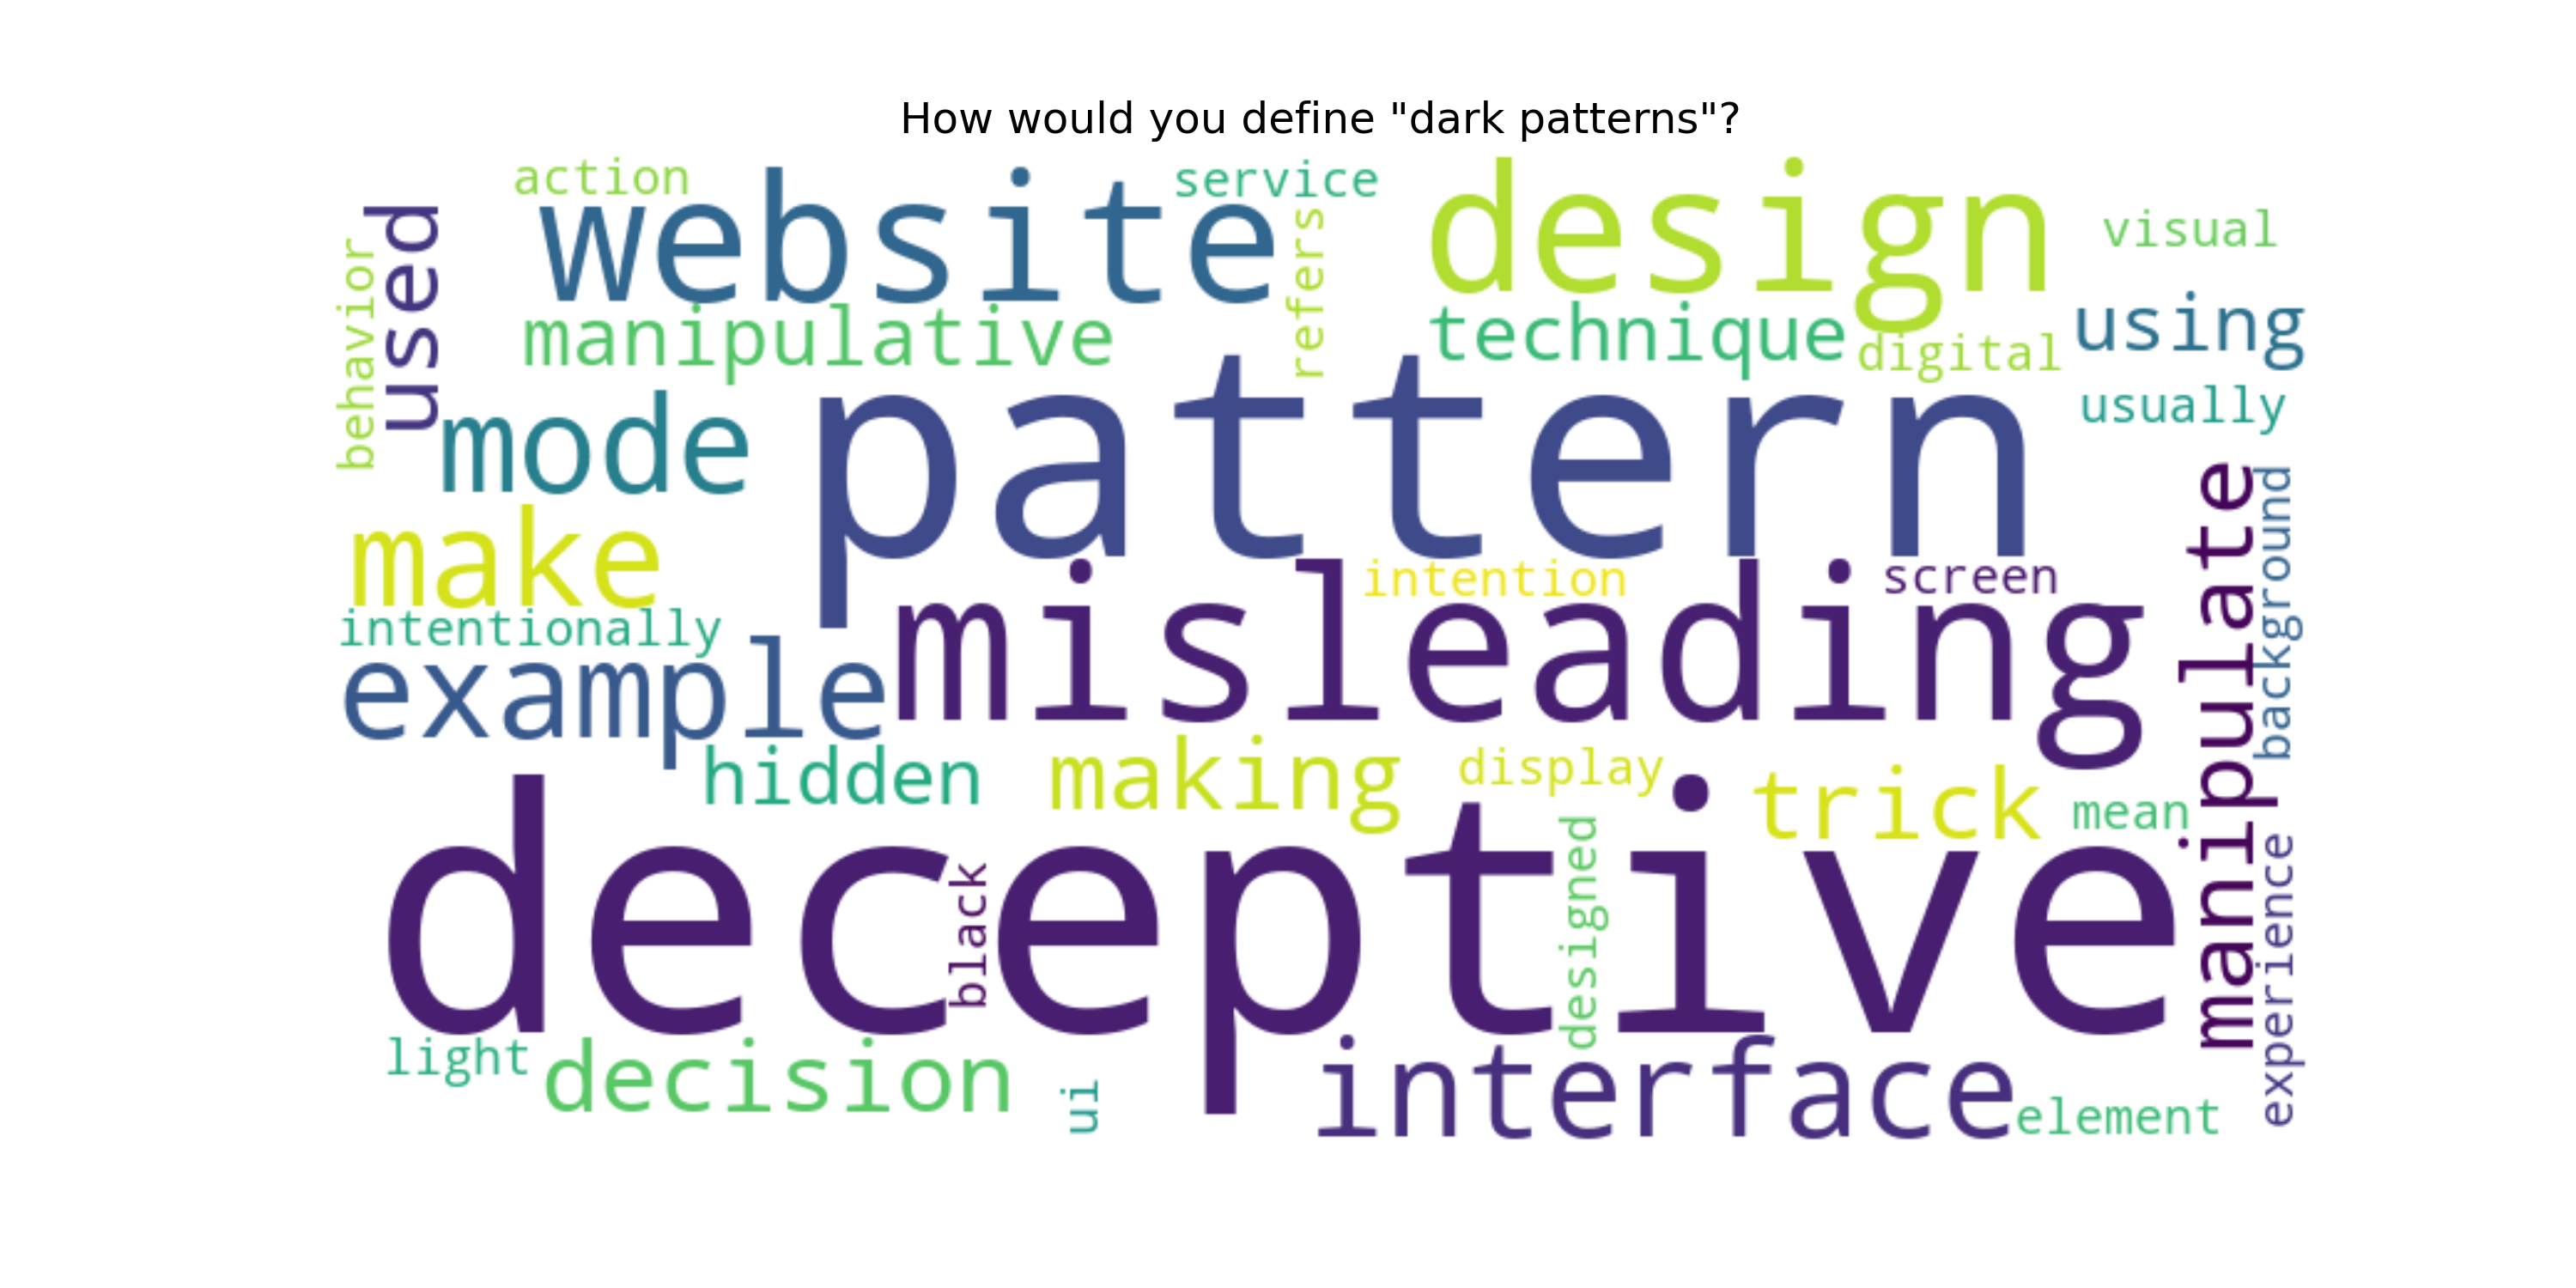 How would you define "dark patterns"?
action
service
website
design
visual
used
behavior
refers
manipulative
technique
digital
using
usually
mode
pattern
make
intention
screen
manipulate
background
intentionally
misleading
example
hidden
making
display
trick
mean
deceptive
black
designed
experience
light
decision
ui
interface
element